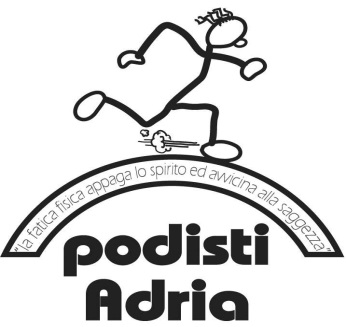 "la fatica fisica appaga lo spirito ed avvicina alla saggezza"
podisti
Adria